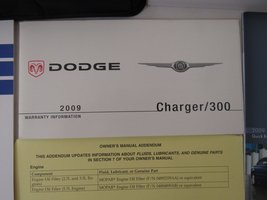 DODGE
2009
WARRANTY INFORMATION
Charger/300
OWNER'S MANUAL ADDENDUM
THIS ADDENDUM UPDATES INFORMATION ABOUT FLUIDS, LUBRICANTS, AND GENUINE PARTS
IN SECTION 7 OF YOUR OWNER'S MANUAL
Engine
Component
Fluid, Lubricant, or Genuine Part
Engine Oil Filter
MOPAR® Engine Oil Filter
or equivalent
Engine Oil Filter
MOPAR® Engine Oil Filter
or equivalent
2009